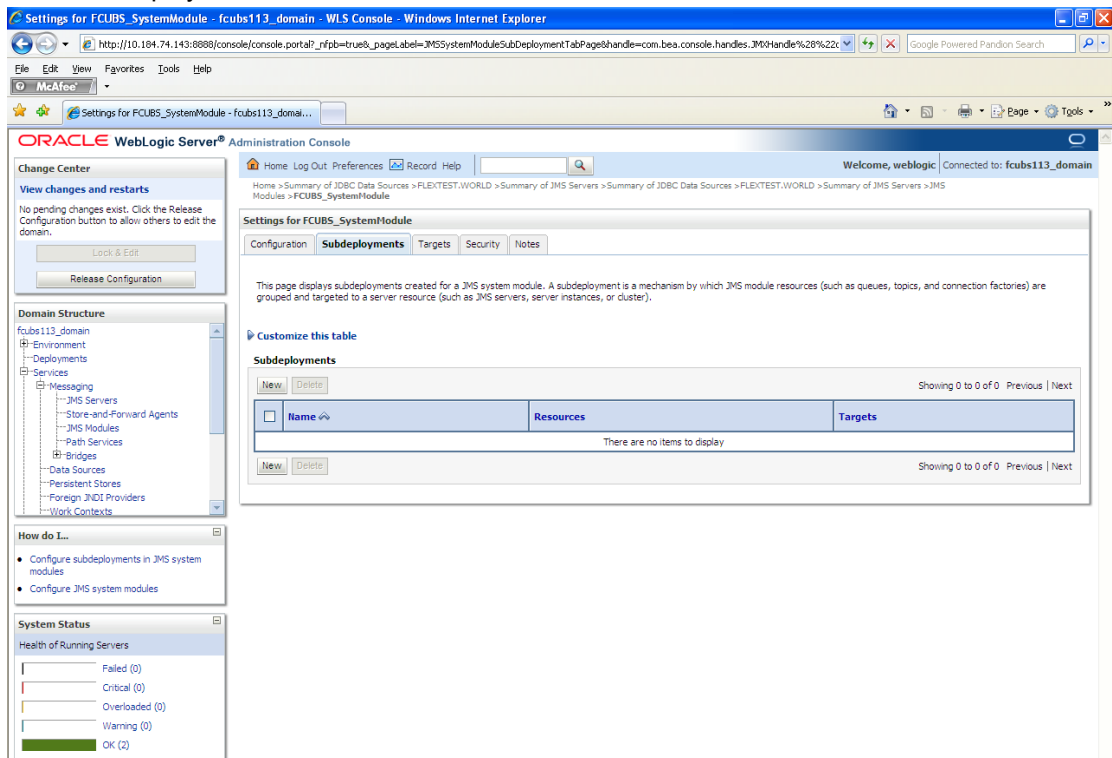 Settings for FCUBS_SystemModule - fcubs113_domain - WLS Console - Windows Internet Explorer
http://10.184.74.143:8888/console/console.portal?_nfpb=true&_pageLabel=JMSSystemModuleSubDeploymentTabPage&handle=com.bea.console.handles.JMXHandle%28%22c
Google Powered Pandion Search
File Edit View Favorites Tools Help
McAfee
Settings for FCUBS_SystemModule - fcubs113_domai...
Page Tools »
ORACLE WebLogic Server® Administration Console
Change Center
View changes and restarts
No pending changes exist. Click the Release
Configuration button to allow others to edit the
domain.
Lock & Edit
Release Configuration
Domain Structure
fcubs113_domain
Environment
Deployments
Services
Messaging
JMS Servers
Store-and-Forward Agents
JMS Modules
Path Services
Bridges
Data Sources
Persistent Stores
Foreign JNDI Providers
Work Contexts
How do I...
Configure subdeployments in JMS system
modules
Configure JMS system modules
System Status
Health of Running Servers
Failed (0)
Critical (0)
Overloaded (0)
Warning (0)
OK (2)
Home Log Out Preferences Record Help
Welcome, weblogic Connected to: fcubs113_domain
Home >Summary of JDBC Data Sources >FLEXTEST.WORLD >Summary of JMS Servers >Summary of JDBC Data Sources >FLEXTEST.WORLD >Summary of JMS Servers >JMS
Modules >FCUBS_SystemModule
Settings for FCUBS_SystemModule
Configuration Subdeployments Targets Security Notes
This page displays subdeployments created for a JMS system module. A subdeployment is a mechanism by which JMS module resources (such as queues, topics, and connection factories) are
grouped and targeted to a server resource (such as JMS servers, server instances, or cluster).
Customize this table
Subdeployments
New Delete Showing 0 to 0 of 0 Previous | Next
Name Resources Targets
There are no items to display
New Delete Showing 0 to 0 of 0 Previous | Next